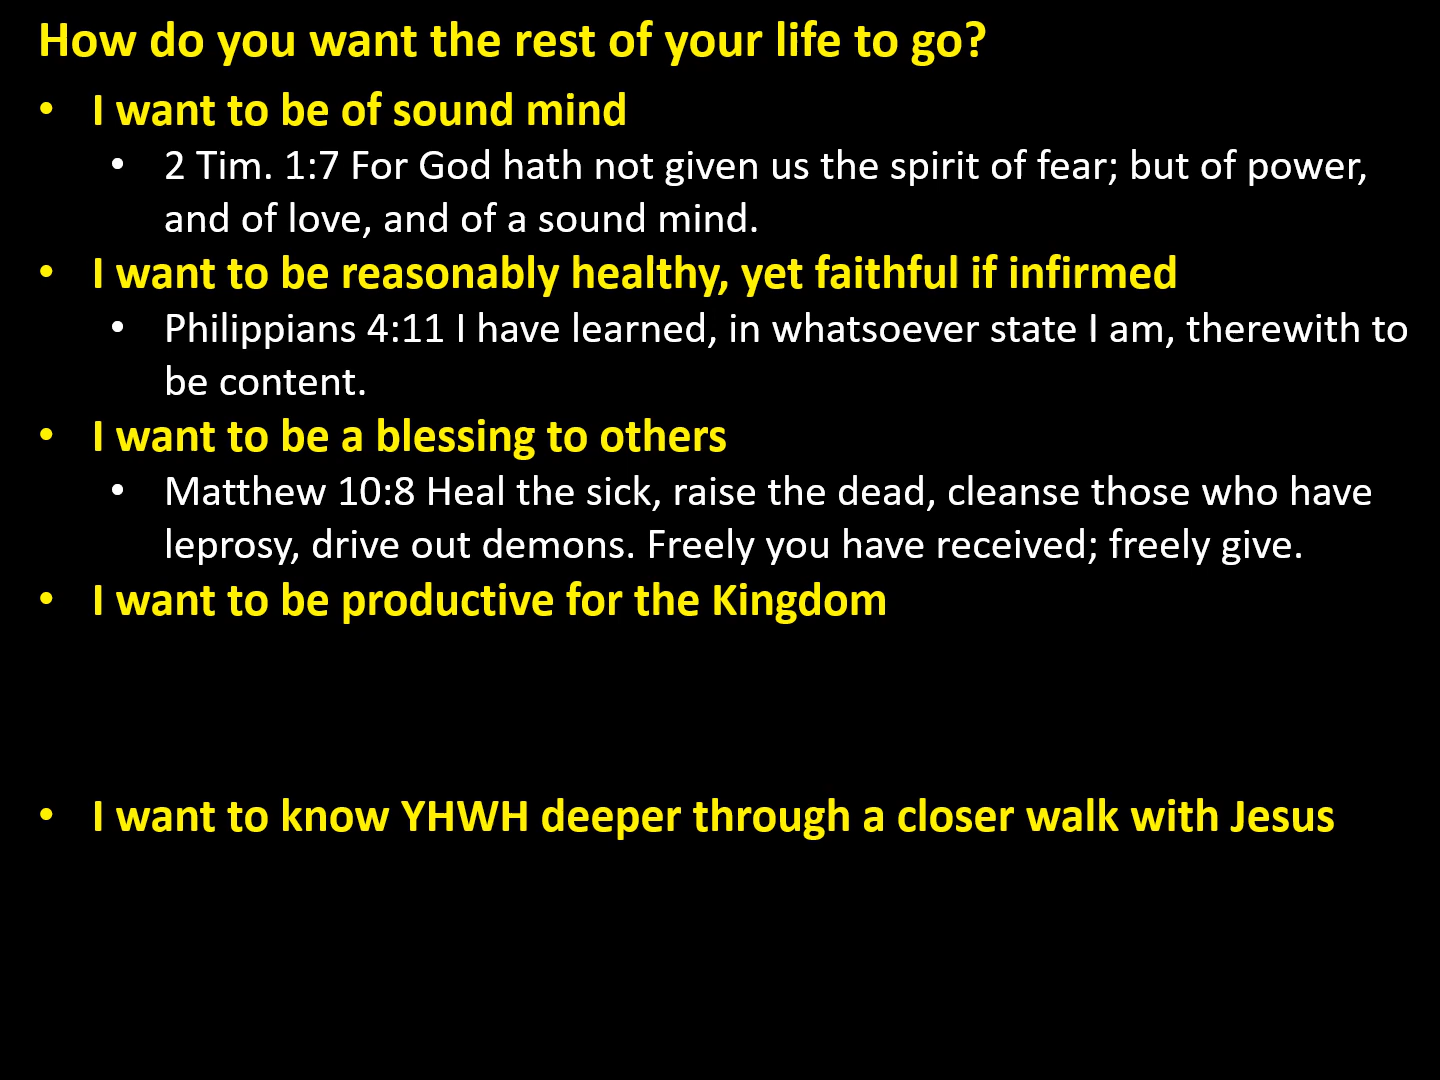 How do you want the rest of your life to go?
• I want to be of sound mind
• 2 Tim. 1:7 For God hath not given us the spirit of fear; but of power,
and of love, and of a sound mind.
• I want to be reasonably healthy, yet faithful if infirmed
• Philippians 4:11 I have learned, in whatsoever state I am, therewith to
be content.
• I want to be a blessing to others
• Matthew 10:8 Heal the sick, raise the dead, cleanse those who have
leprosy, drive out demons. Freely you have received; freely give.
• I want to be productive for the Kingdom
• I want to know YHWH deeper through a closer walk with Jesus